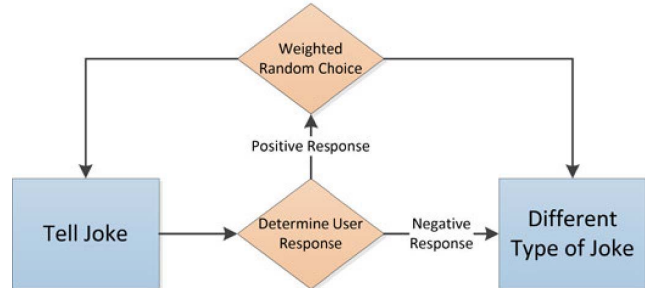 Weighted
Random Choice
Positive Response
Tell Joke
Determine User
Response
Negative
Response
Different
Type of Joke